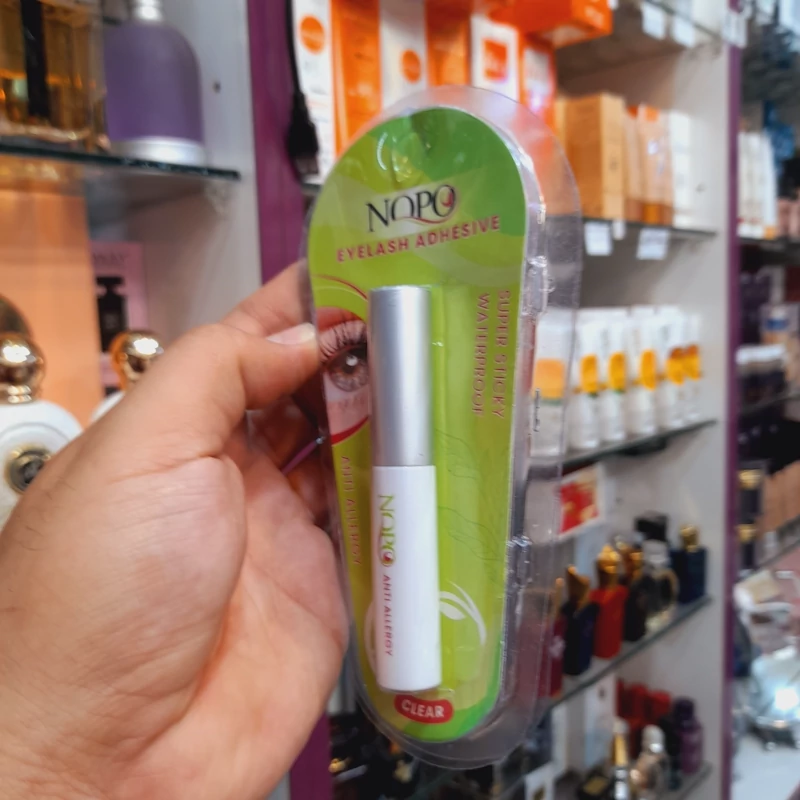 NOPO
EYELASH ADHESIVE
SUPER STICKY
WATERPROOF
ANTI ALLERGY
NOPO
ANTI ALLERGY
CLEAR